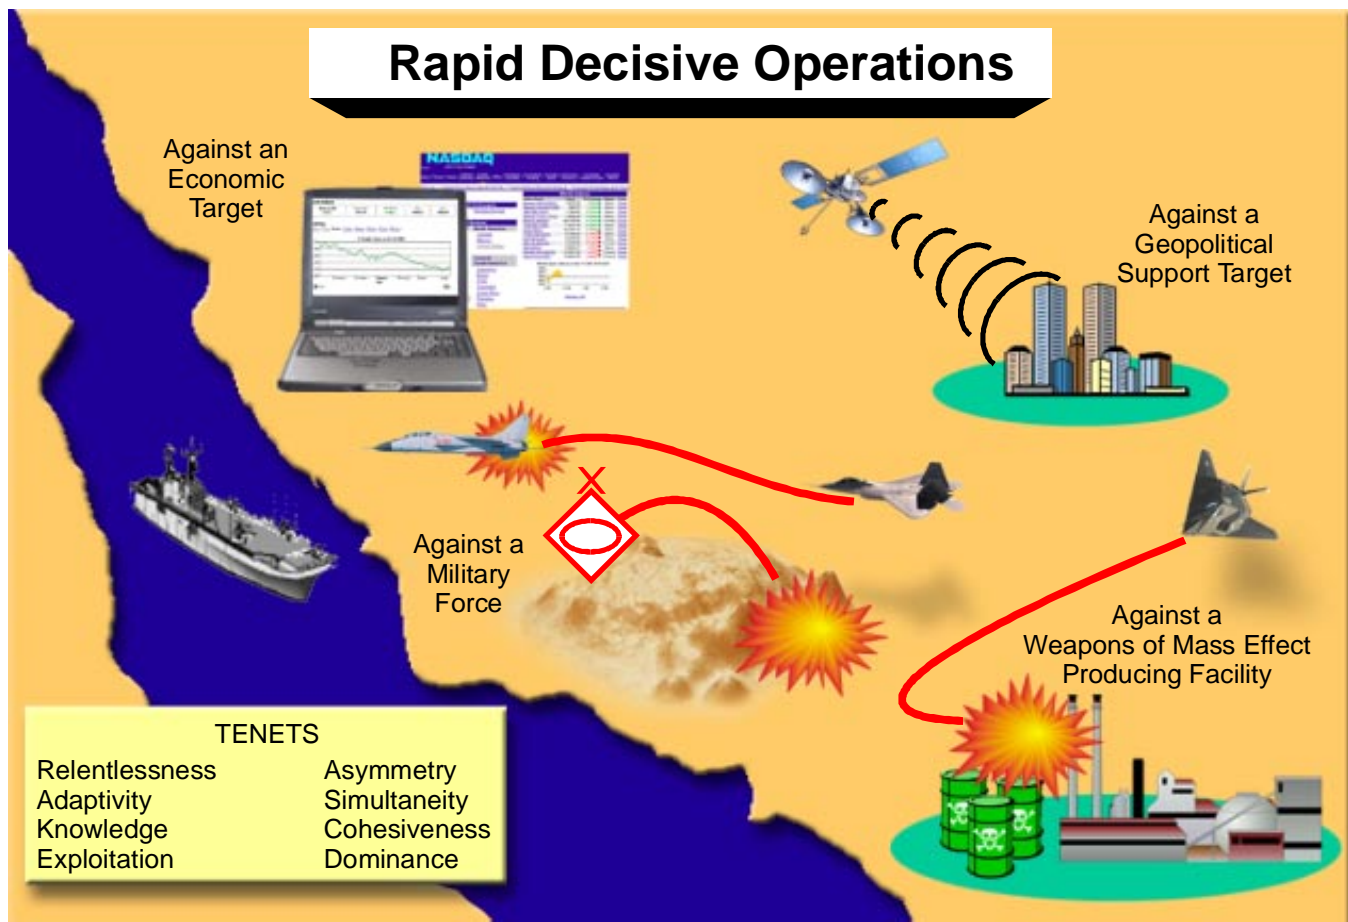 Rapid Decisive Operations
Against an
Economic
Target
NASDAQ
Against a
Geopolitical
Support Target
X
Against a
Military
Force
Against a
Weapons of Mass Effect
Producing Facility
TENETS
Relentlessness Asymmetry
Adaptivity Simultaneity
Knowledge Cohesiveness
Exploitation Dominance